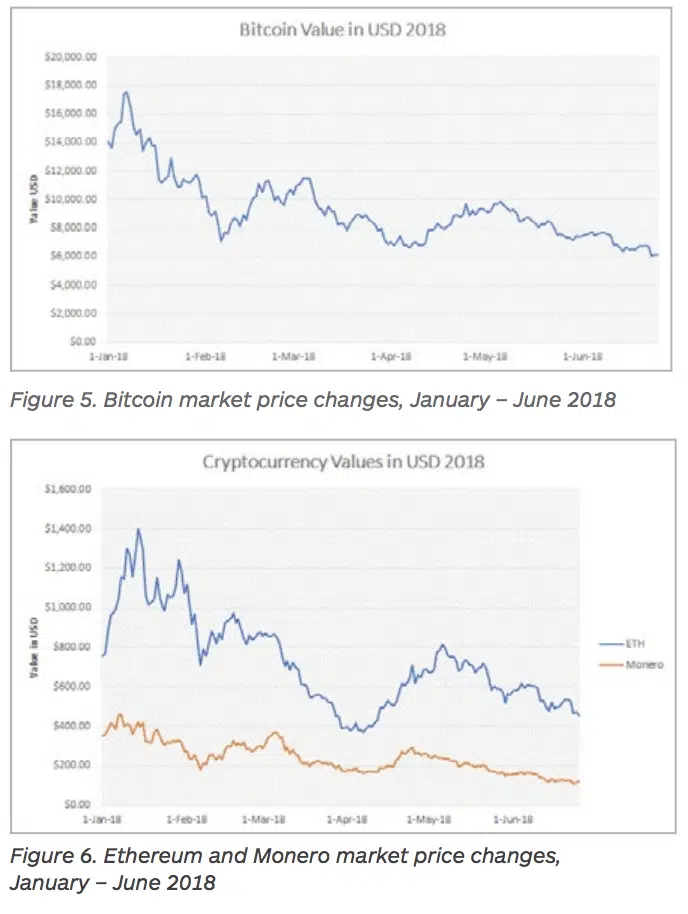 Bitcoin Value in USD 2018
$20,000.00
$18,000.00
$16,000.00
$14,000.00
$12,000.00
$10,000.00
$8,000.00
$6,000.00
$4,000.00
$2,000.00
$0.00
Value USD
1-Jan-18 1-Feb-18 1-Mar-18 1-Apr-18 1-May-18 1-Jun-18
Figure 5. Bitcoin market price changes, January – June 2018
Cryptocurrency Values in USD 2018
$1,600.00
$1,400.00
$1,200.00
$1,000.00
$800.00
$600.00
$400.00
$200.00
$0.00
Value in USD
ETH
Monero
1-Jan-18 1-Feb-18 1-Mar-18 1-Apr-18 1-May-18 1-Jun-18
Figure 6. Ethereum and Monero market price changes,
January – June 2018